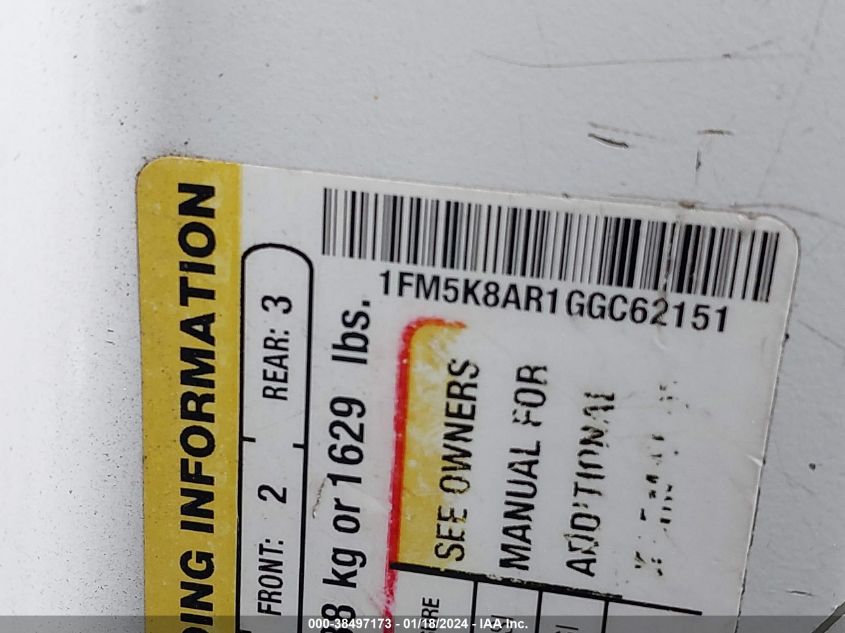 DING INFORMATION
FRONT: 2 REAR: 3
kg or 1629 lbs.
1FM5K8AR1GGC62151
SEE OWNERS
MANUAL FOR
ADDITIONAL
000-38497173 - 01/18/2024 - IAA Inc.